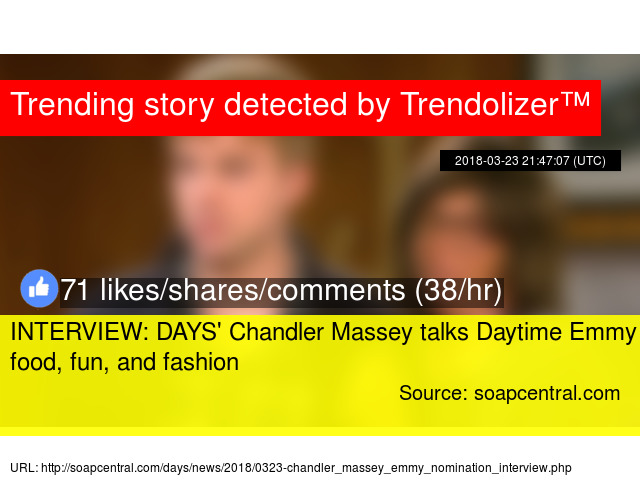 Trending story detected by Trendolizer™
2018-03-23 21:47:07 (UTC)
71 likes/shares/comments (38/hr)
INTERVIEW: DAYS' Chandler Massey talks Daytime Emmy
food, fun, and fashion
Source: soapcentral.com
URL: http://soapcentral.com/days/news/2018/0323-chandler_massey_emmy_nomination_interview.php